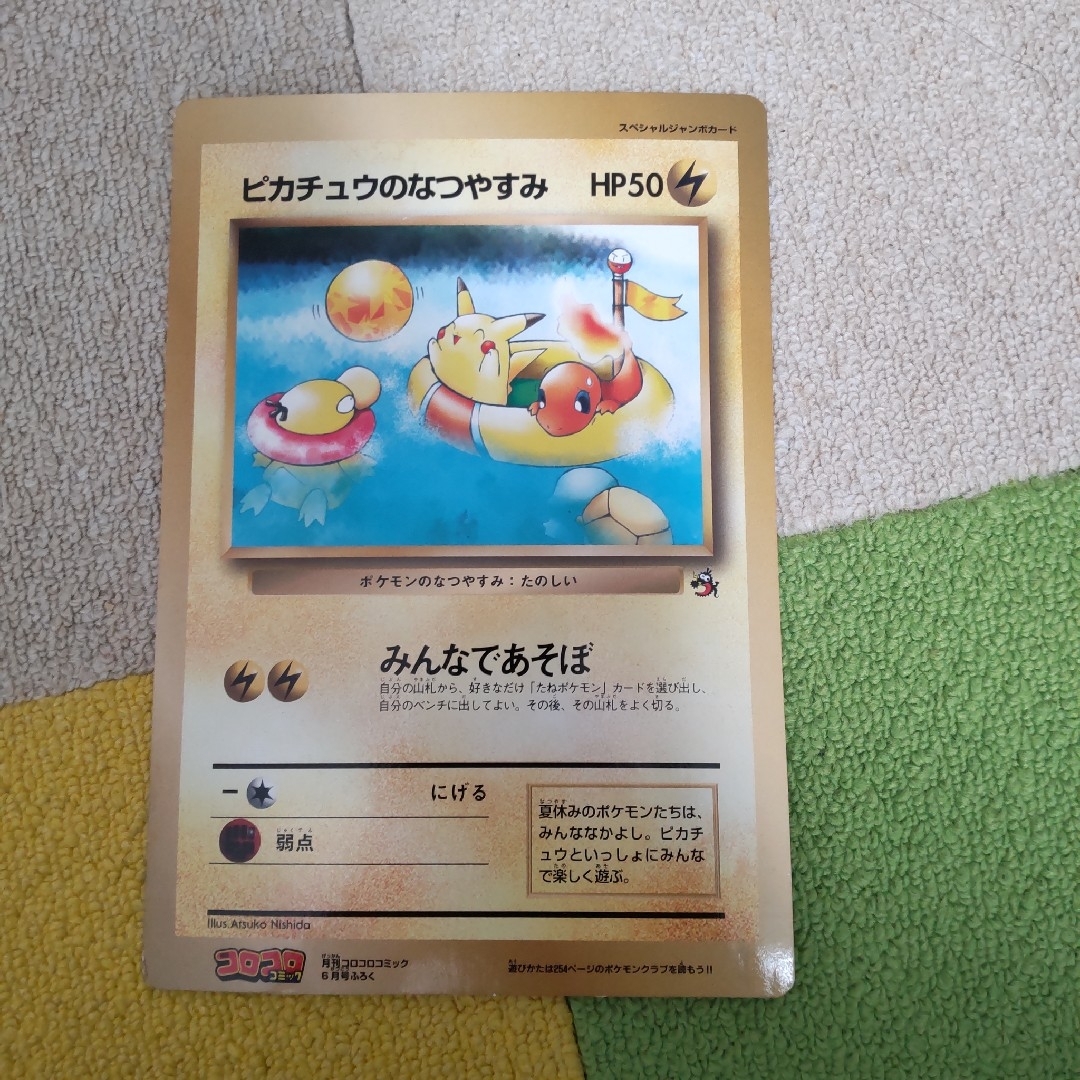 スペシャルジャンボカード
ピカチュウのなつやすみ HP50
ポケモンのなつやすみ：たのしい
みんなであそぼ
自分の山札から、好きなだけ「たねポケモン」カードを選び出し、
自分のベンチに出してよい。その後、その山札をよく切る。
− にげる
弱点
夏休みのポケモンたちは、
みんななかよし。ピカチ
ュウといっしょにみんな
で楽しく遊ぶ。
Illus.Atsuko Nishida
コロコロ
コミック
月刊コロコロコミック
6月号ふろく
遊びかたは254ページのポケモンクラブを読もう!!